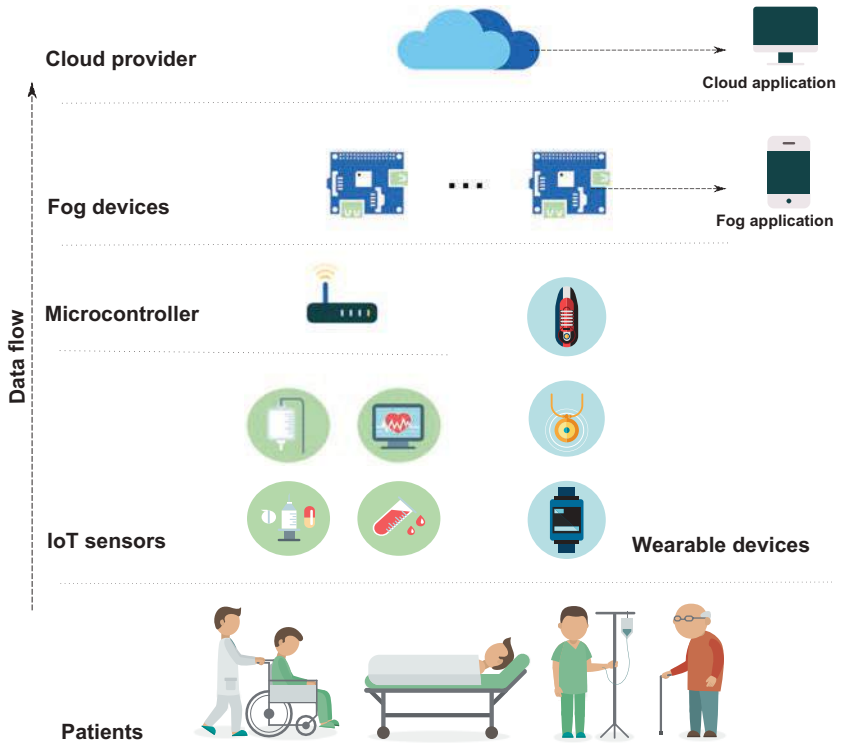 Cloud provider
Cloud application
Fog devices
Fog application
Microcontroller
Data flow
IoT sensors
Wearable devices
Patients